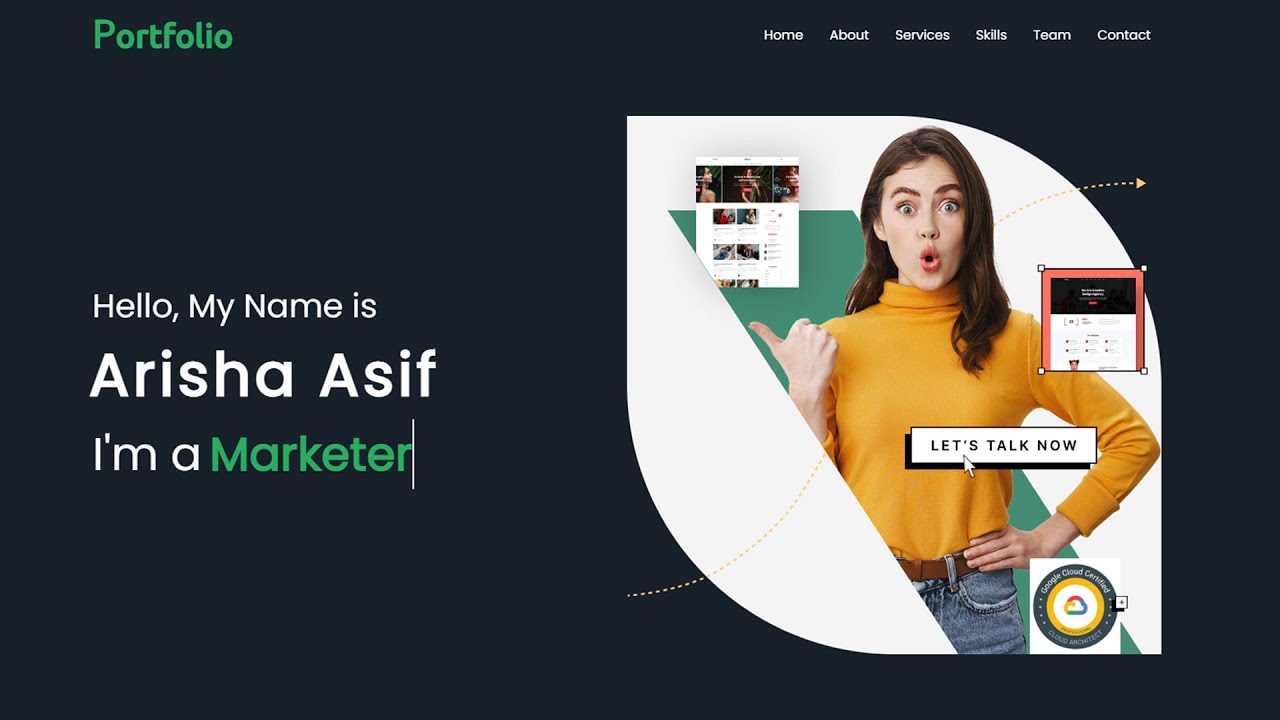 Portfolio
Home About Services Skills Team Contact
Hello, My Name is
Arisha Asif
I'm a Marketer
LET'S TALK NOW
Google Cloud Certified
CLOUD ARCHITECT